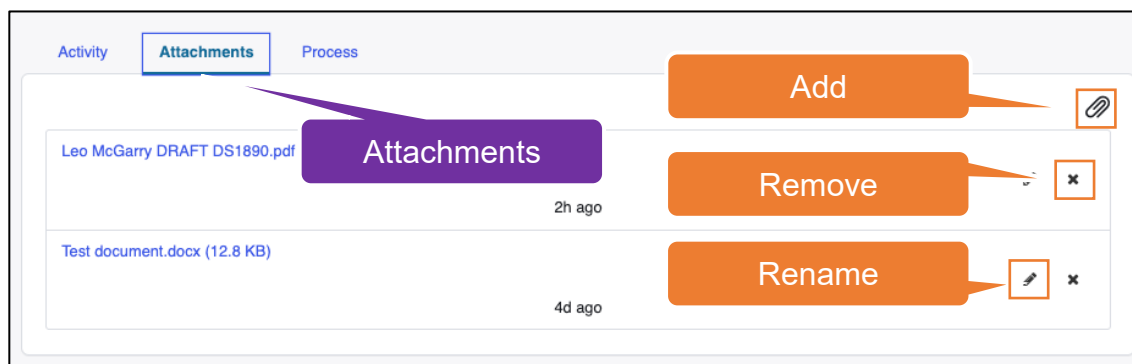 Activity Attachments Process
Add
Leo McGarry DRAFT DS1890.pdf
Attachments
Remove
2h ago
Test document.docx (12.8 KB)
Rename
4d ago